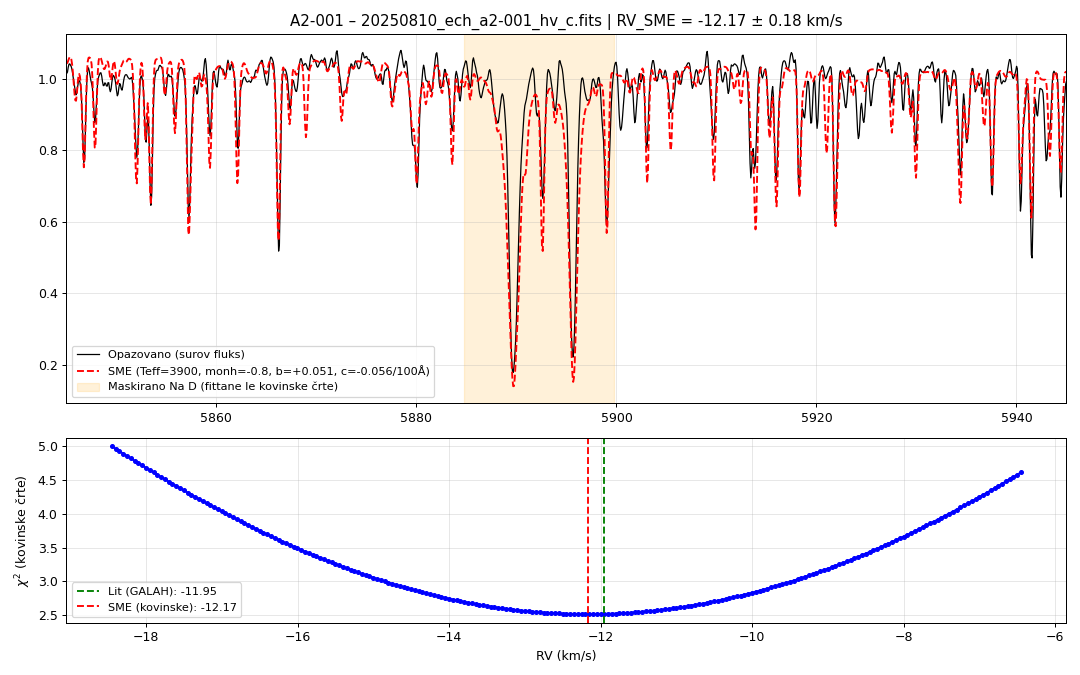 A2-001 – 20250810_ech_a2-001_hv_c.fits | RV_SME = -12.17 ± 0.18 km/s
1.0
0.8
0.6
0.4
0.2
Opazovano (surov fluks)
SME (Teff=3900, monh=-0.8, b=+0.051, c=-0.056/100Å)
Maskirano Na D (fittane le kovinske črte)
5860 5880 5900 5920 5940
χ² (kovinske črte)
5.0
4.5
4.0
3.5
3.0
2.5
Lit (GALAH): -11.95
SME (kovinske): -12.17
−18 −16 −14 −12 −10 −8 −6
RV (km/s)